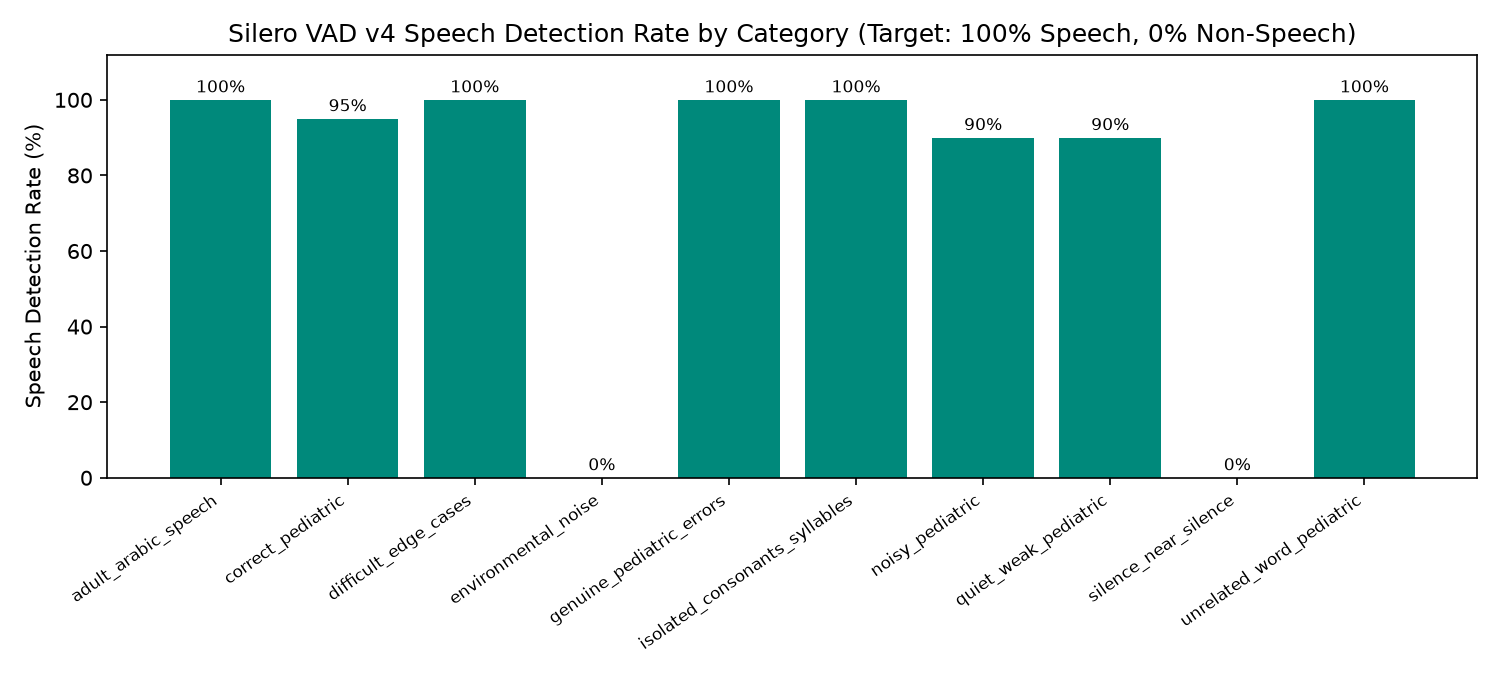 Silero VAD v4 Speech Detection Rate by Category (Target: 100% Speech, 0% Non-Speech)
Speech Detection Rate (%)
100
80
60
40
20
0
100%
95%
100%
0%
100%
100%
90%
90%
0%
100%
adult_arabic_speech
correct_pediatric
difficult_edge_cases
environmental_noise
genuine_pediatric_errors
isolated_consonants_syllables
noisy_pediatric
quiet_weak_pediatric
silence_near_silence
unrelated_word_pediatric